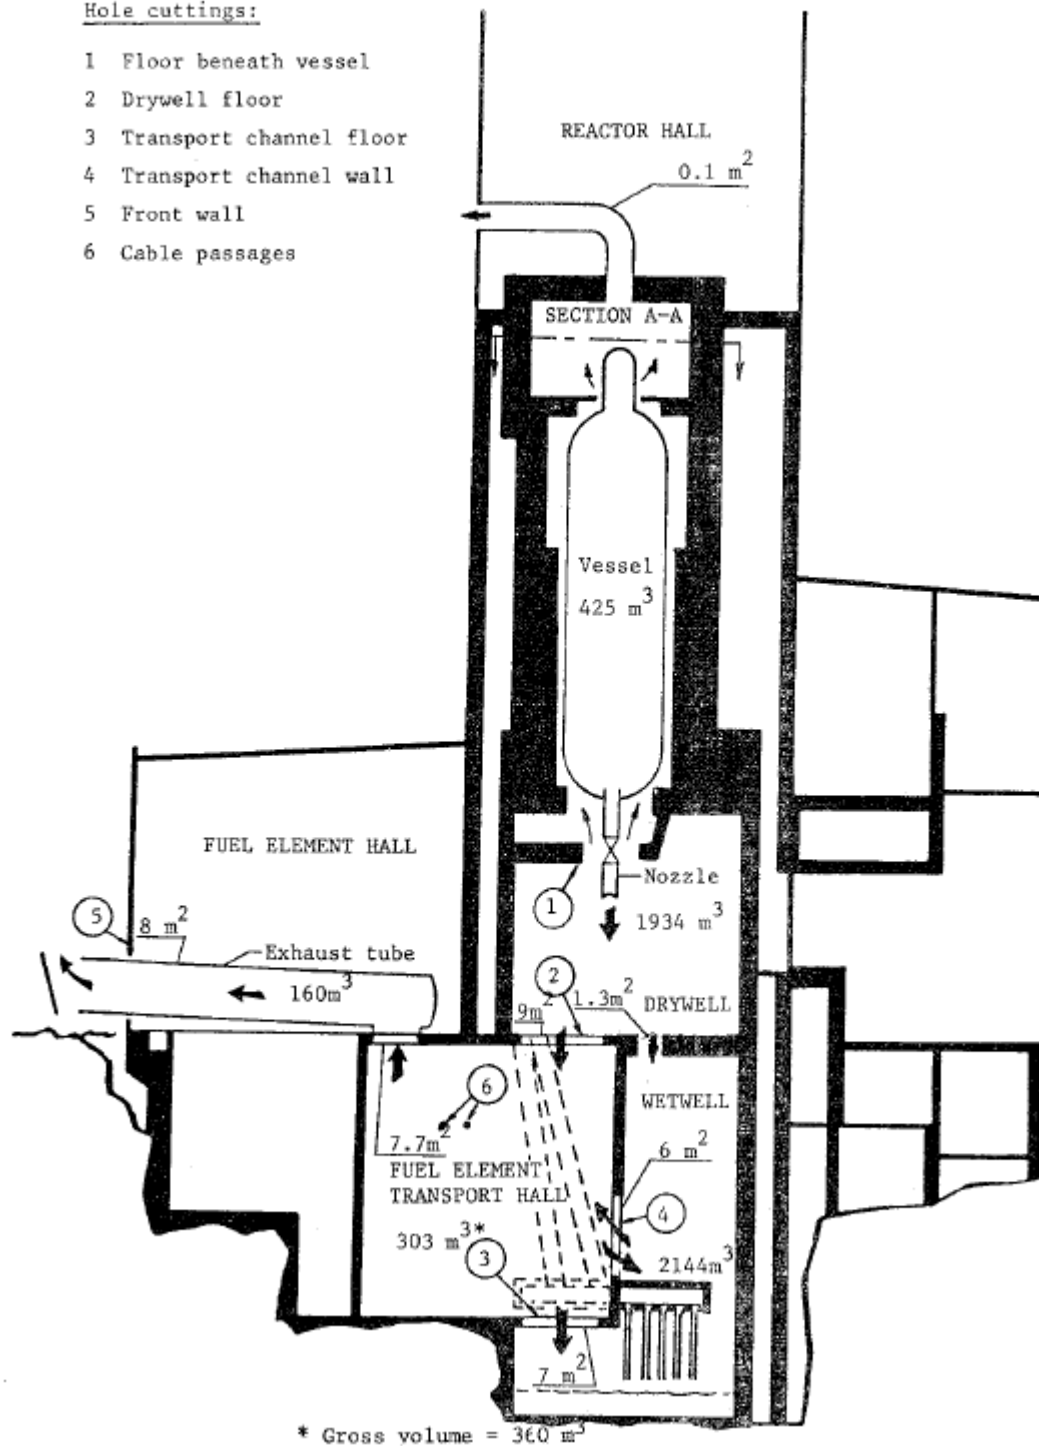 Hole cuttings:
1 Floor beneath vessel
2 Drywell floor
3 Transport channel floor
4 Transport channel wall
5 Front wall
6 Cable passages
REACTOR HALL
0.1 m2
SECTION A-A
Vessel
425 m3
FUEL ELEMENT HALL
Nozzle
1
1934 m3
5
8 m2
Exhaust tube
160m3
2
9m2
1.3m2
DRYWELL
6
WETWELL
7.7m2
6 m2
FUEL ELEMENT
TRANSPORT HALL
4
303 m3*
3
2144m3
7 m2
* Gross volume = 360 m3